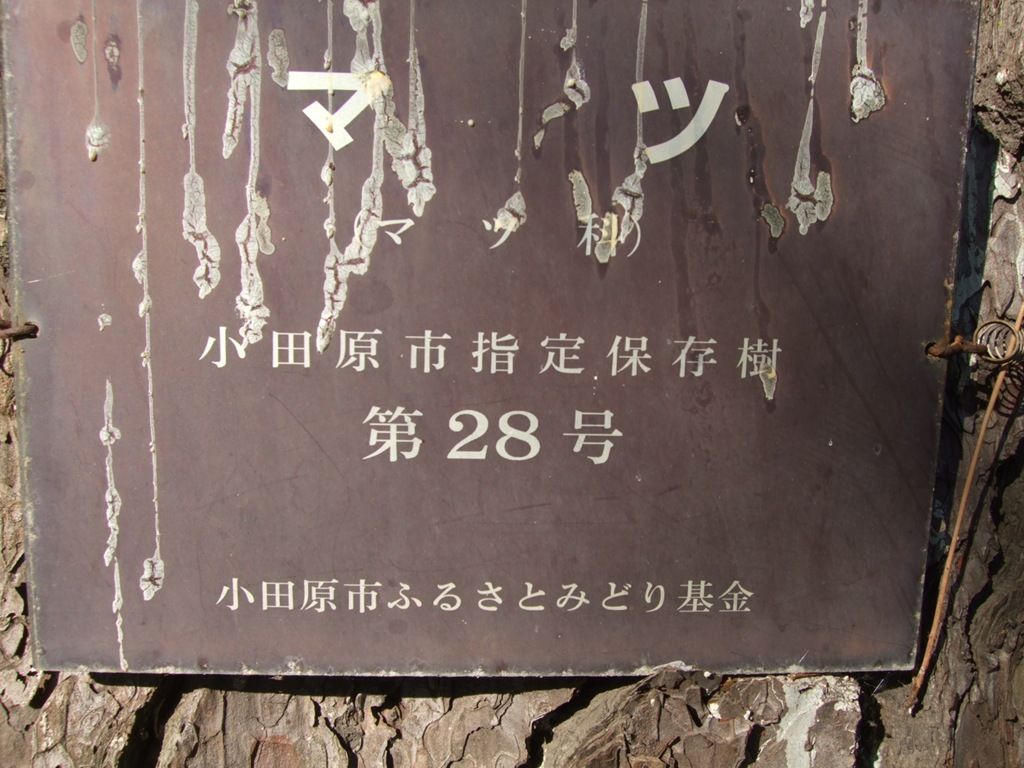 マツ
マツ科)
小田原市指定保存樹
第28号
小田原市ふるさとみどり基金